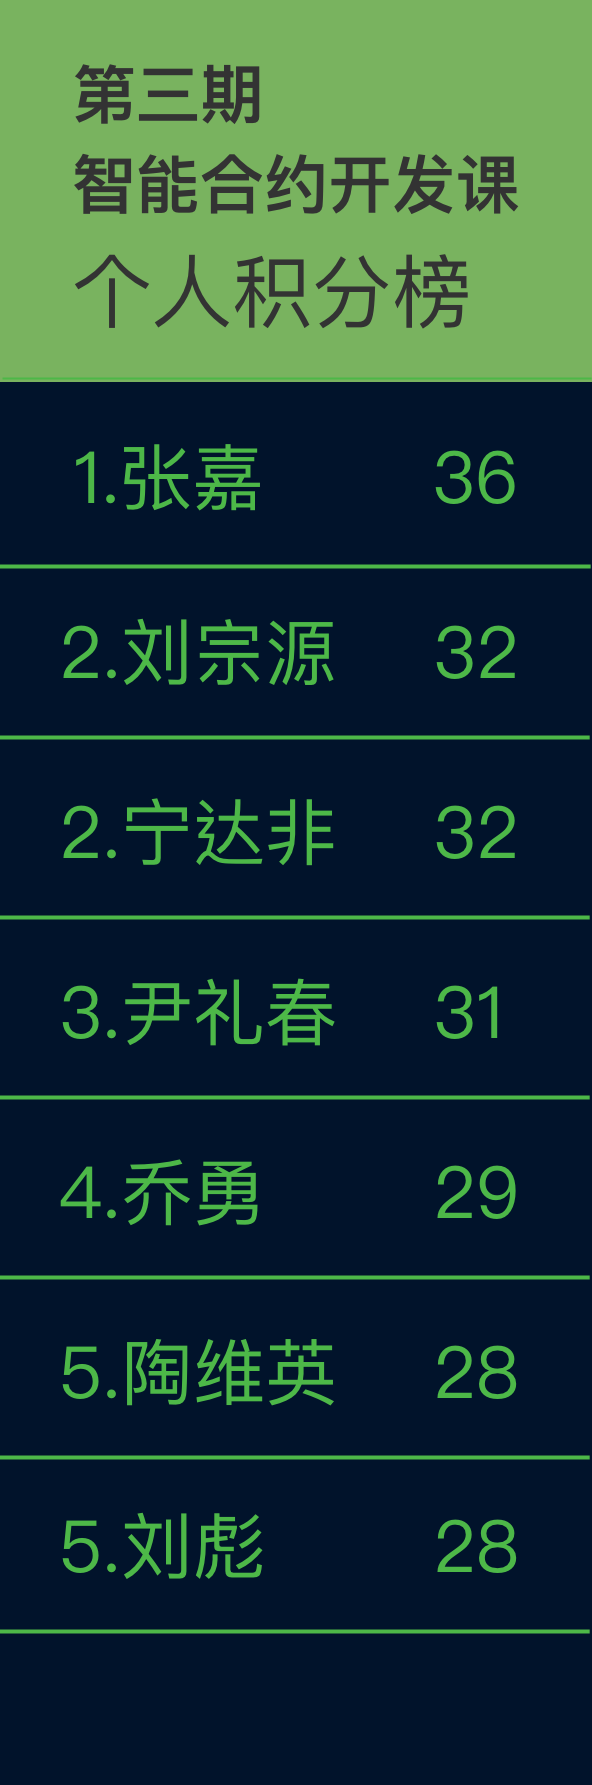 第三期
智能合约开发课
个人积分榜
1.张嘉 36
2.刘宗源 32
2.宁达非 32
3.尹礼春 31
4.乔勇 29
5.陶维英 28
5.刘彪 28